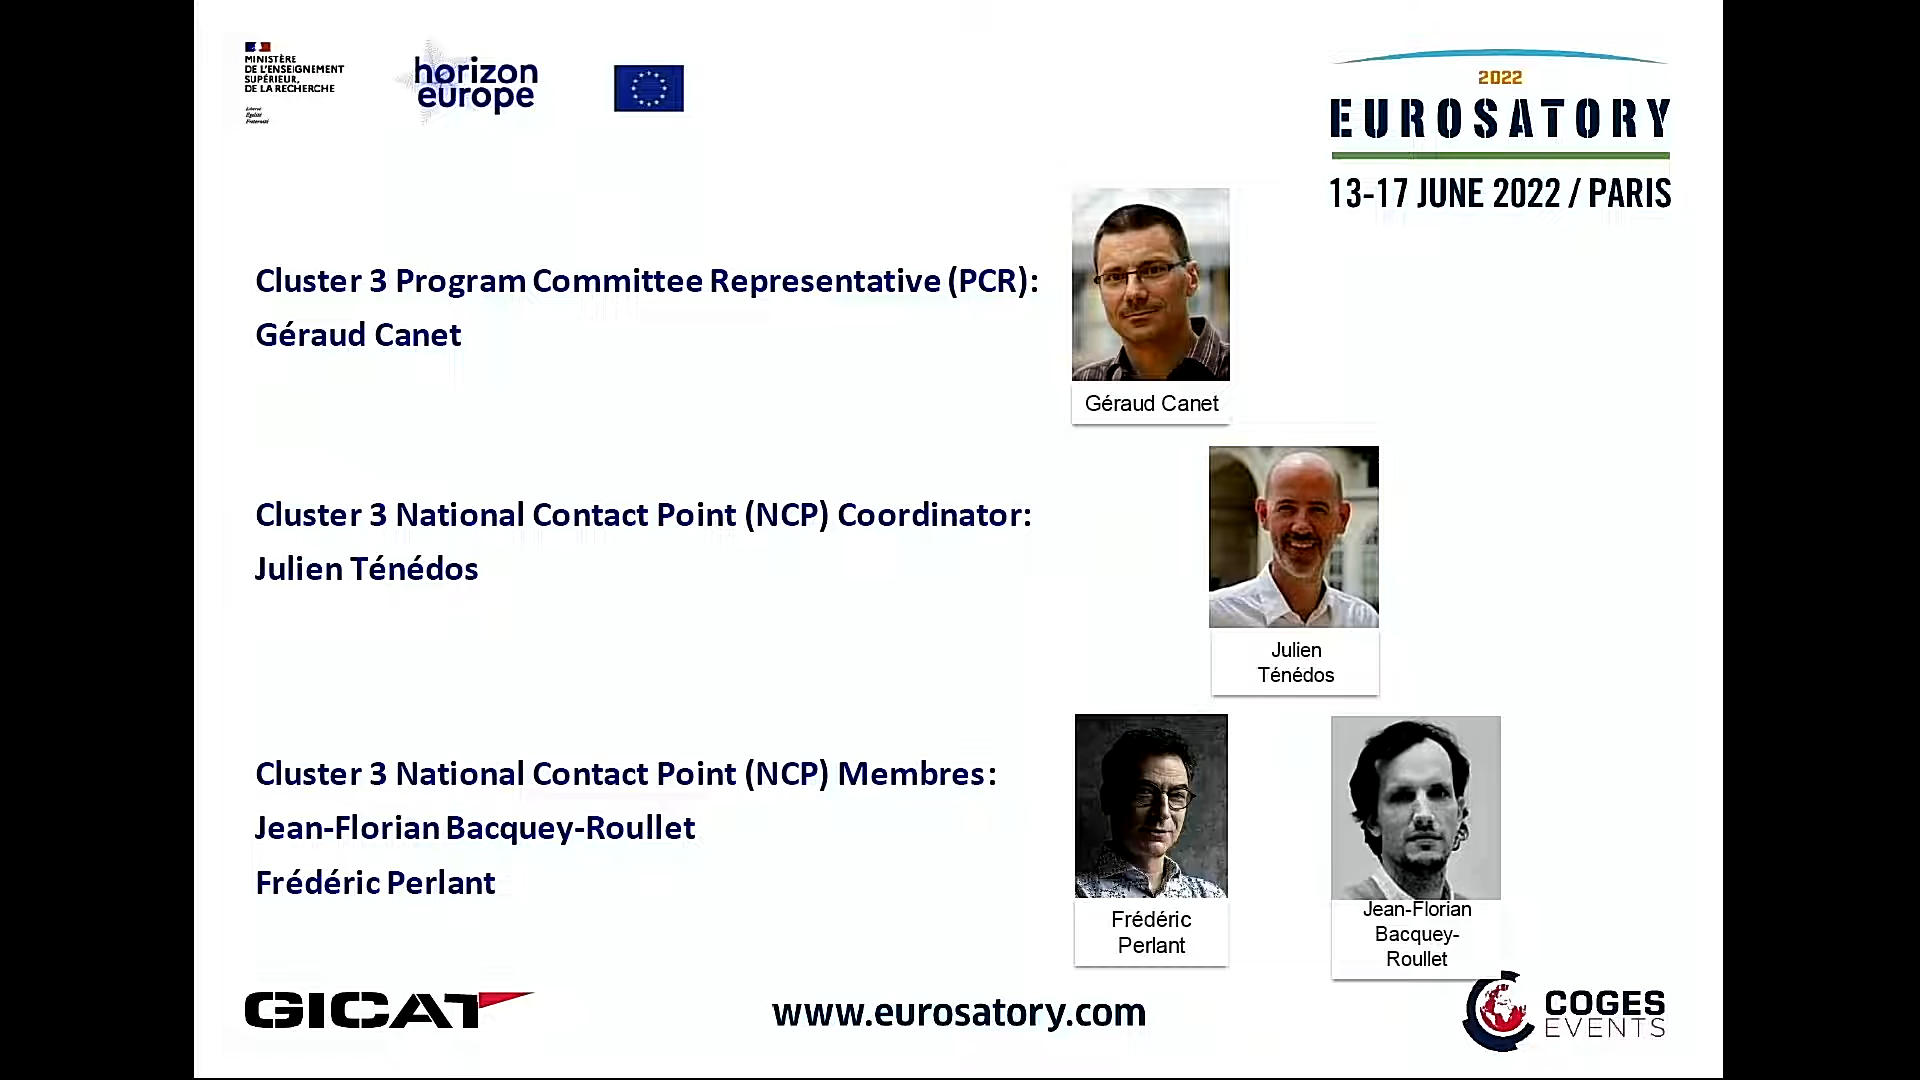 MINISTÈRE
DE L'ENSEIGNEMENT
SUPÉRIEUR,
DE LA RECHERCHE
Liberté
Égalité
Fraternité
horizon
europe
2022
EUROSATORY
13-17 JUNE 2022 / PARIS
Cluster 3 Program Committee Representative (PCR):
Géraud Canet
Géraud Canet
Cluster 3 National Contact Point (NCP) Coordinator:
Julien Ténédos
Julien
Ténédos
Cluster 3 National Contact Point (NCP) Membres:
Jean-Florian Bacquey-Roullet
Frédéric Perlant
Frédéric
Perlant
Jean-Florian
Bacquey-
Roullet
GICAT
www.eurosatory.com
COGES
EVENTS